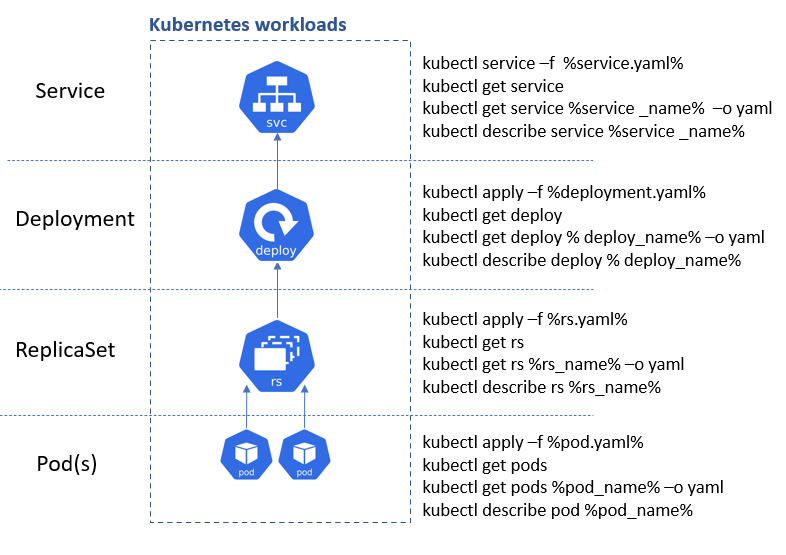 Kubernetes workloads
Service
svc
kubectl service –f  %service.yaml%
kubectl get service
kubectl get service %service _name%  –o yaml
kubectl describe service %service _name%
Deployment
deploy
kubectl apply –f %deployment.yaml%
kubectl get deploy
kubectl get deploy % deploy_name% –o yaml
kubectl describe deploy % deploy_name%
ReplicaSet
rs
kubectl apply –f %rs.yaml%
kubectl get rs
kubectl get rs %rs_name% –o yaml
kubectl describe rs %rs_name%
Pod(s)
pod
pod
kubectl apply –f %pod.yaml%
kubectl get pods
kubectl get pods %pod_name% –o yaml
kubectl describe pod %pod_name%